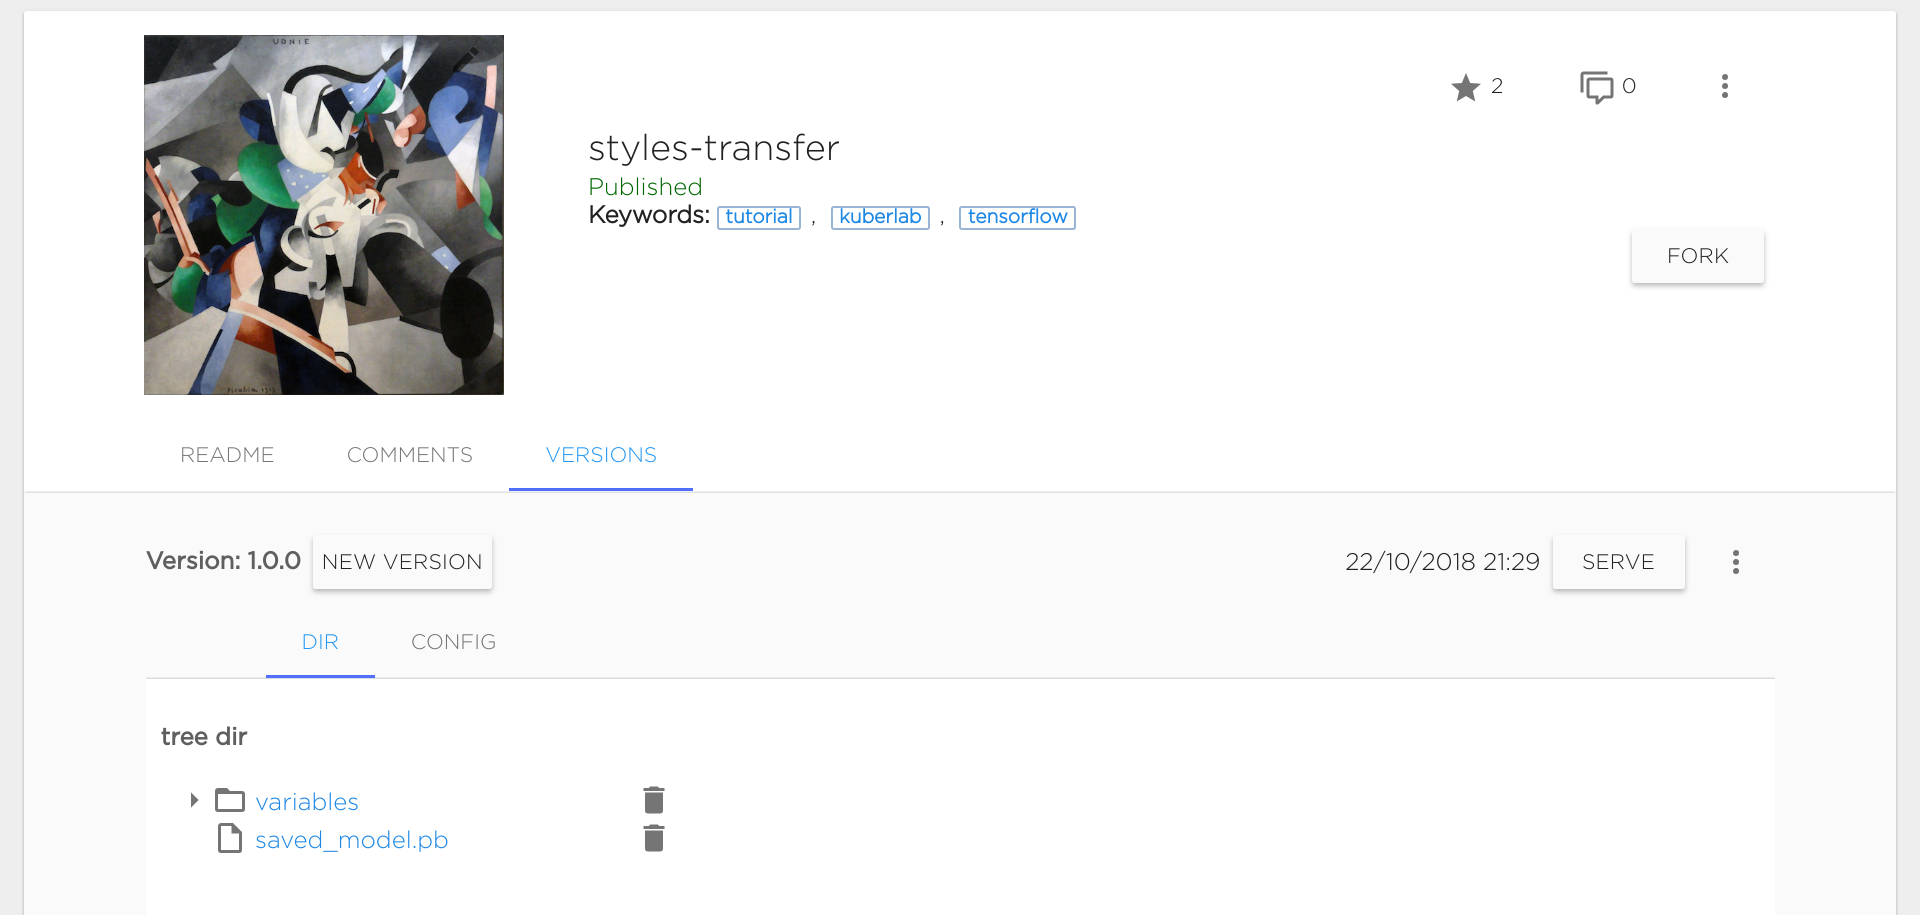 UDNIE
2
0
styles-transfer
Published
Keywords: tutorial , kuberlab , tensorflow
FORK
README COMMENTS VERSIONS
Version: 1.0.0 NEW VERSION 22/10/2018 21:29 SERVE
DIR CONFIG
tree dir
variables
saved_model.pb